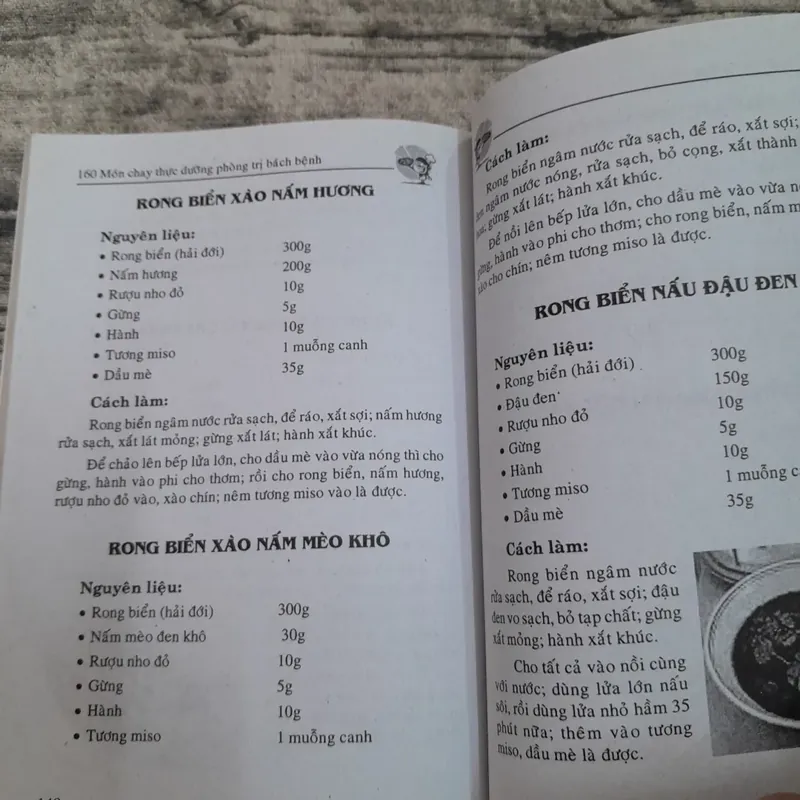 160 Món chay thực dưỡng phòng trị bách bệnh
RONG BIỂN XÀO NẤM HƯƠNG
Nguyên liệu:
• Rong biển (hải đới) 300g
• Nấm hương 200g
• Rượu nho đỏ 10g
• Gừng 5g
• Hành 10g
• Tương miso 1 muỗng canh
• Dầu mè 35g
Cách làm:
Rong biển ngâm nước rửa sạch, để ráo, xắt sợi; nấm hương
rửa sạch, xắt lát mỏng; gừng xắt lát; hành xắt khúc.
Để chảo lên bếp lửa lớn, cho dầu mè vào vừa nóng thì cho
gừng, hành vào phi cho thơm; rồi cho rong biển, nấm hương,
rượu nho đỏ vào, xào chín; nêm tương miso vào là được.
RONG BIỂN XÀO NẤM MÈO KHÔ
Nguyên liệu:
• Rong biển (hải đới) 300g
• Nấm mèo đen khô 30g
• Rượu nho đỏ 10g
• Gừng 5g
• Hành 10g
• Tương miso 1 muỗng canh
Cách làm:
Rong biển ngâm nước rửa sạch, để ráo, xắt sợi;
ngâm nước nóng, rửa sạch, bỏ cọng, xắt thành
gừng xắt lát; hành xắt khúc.
Để nồi lên bếp lửa lớn, cho dầu mè vào vừa
gừng, hành vào phi cho thơm; cho rong biển, nấm
xào cho chín; nêm tương miso là được.
RONG BIỂN NẤU ĐẬU ĐEN
Nguyên liệu:
• Rong biển (hải đới) 300g
• Đậu đen 150g
• Rượu nho đỏ 10g
• Gừng 5g
• Hành 10g
• Tương miso 1 muỗng
• Dầu mè 35g
Cách làm:
Rong biển ngâm nước
rửa sạch, để ráo, xắt sợi; đậu
đen vo sạch, bỏ tạp chất; gừng
xắt mỏng; hành xắt khúc.
Cho tất cả vào nồi cùng
với nước; dùng lửa lớn nấu
sôi, rồi dùng lửa nhỏ hầm 35
phút nữa; thêm vào tương
miso, dầu mè là được.